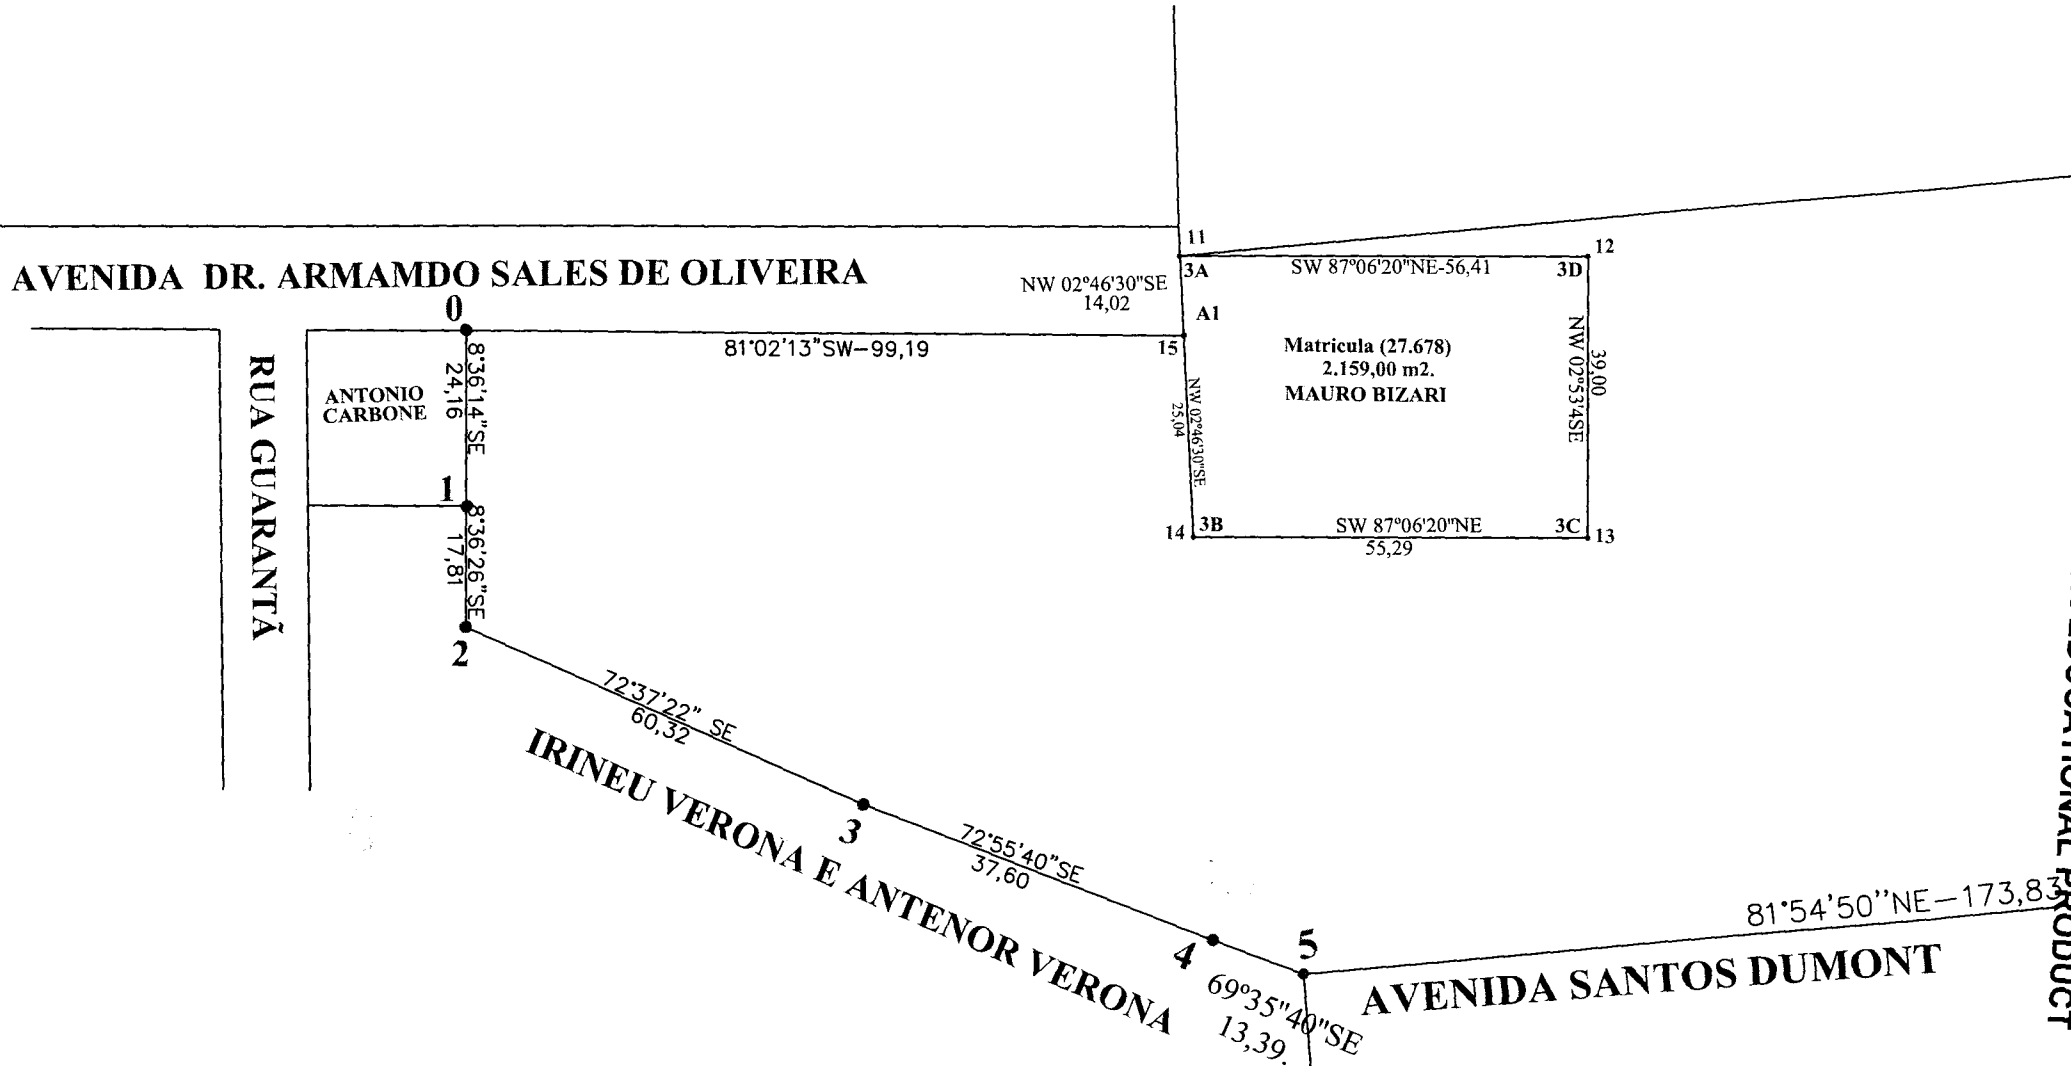 11
12
AVENIDA DR. ARMAMDO SALES DE OLIVEIRA
NW 02°46'30"SE
14,02
3A
SW 87°06'20"NE-56,41
3D
0
A1
81°02'13"SW-99,19
15
8°36'14"SE
24,16
RUA GUARANTÃ
ANTONIO
CARBONE
Matricula (27.678)
2.159,00 m2.
MAURO BIZARI
NW 02°53'4SE
39,00
NW 02°46'30"SE
25,04
1
8°36'26"SE
17,81
14
3B
SW 87°06'20"NE
55,29
3C
13
2
72°37'22" SE
60,32
IRINEU VERONA E ANTENOR VERONA
3
72°55'40"SE
37,60
4
5
69º35"40"SE
13,39.
81°54'50''NE-173,83
AVENIDA SANTOS DUMONT
PRODUCT